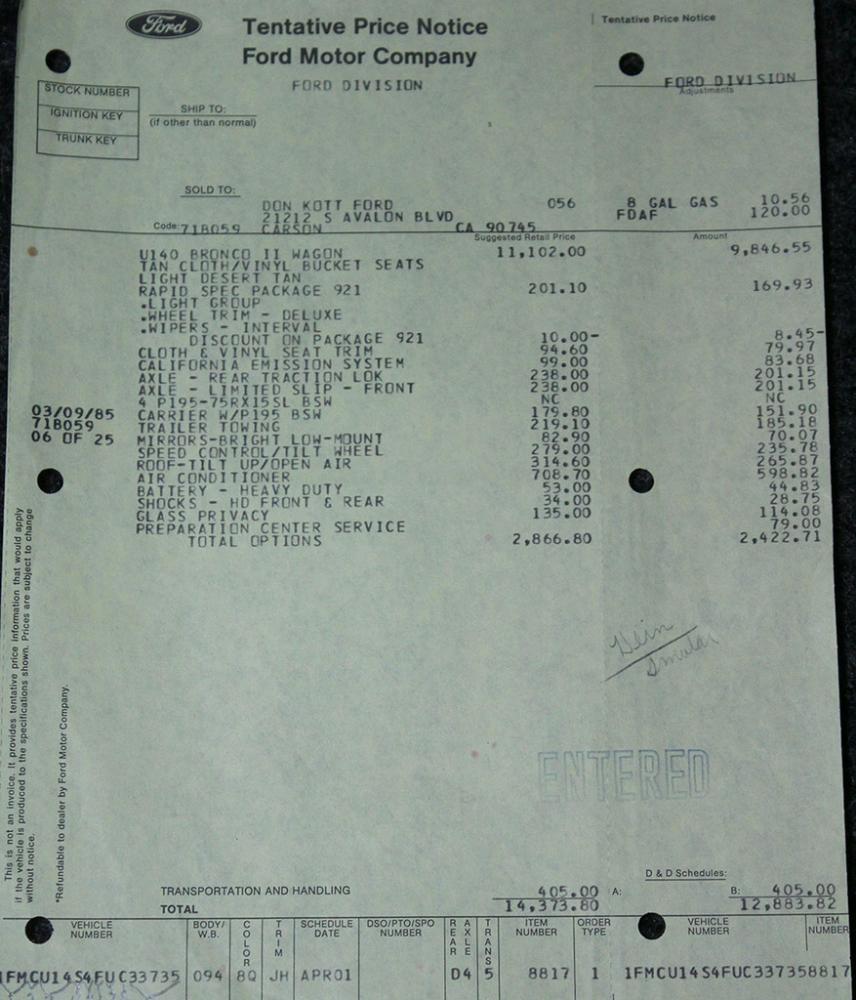 Ford
Tentative Price Notice
Ford Motor Company
FORD DIVISION
Tentative Price Notice
FORD DIVISION
Adjustments
STOCK NUMBER
IGNITION KEY
TRUNK KEY
SHIP TO:
(if other than normal)
SOLD TO:
DON KOTT FORD 056 8 GAL GAS 10.56
21212 S AVALON BLVD FDAF 120.00
Code: 718059 CARSON CA 90745
Suggested Retail Price Amount
U140 BRONCO II WAGON 11,102.00 9,846.55
TAN CLOTH/VINYL BUCKET SEATS
LIGHT DESERT TAN
RAPID SPEC PACKAGE 921 201.10 169.93
.LIGHT GROUP
.WHEEL TRIM - DELUXE
.WIPERS - INTERVAL
DISCOUNT ON PACKAGE 921 10.00- 8.45-
CLOTH & VINYL SEAT TRIM 94.60 79.97
CALIFORNIA EMISSION SYSTEM 99.00 83.68
AXLE - REAR TRACTION LOK 238.00 201.15
AXLE - LIMITED SLIP - FRONT 238.00 201.15
4 P195-75RX15SL BSW NC NC
03/09/85 CARRIER W/P195 BSW 179.80 151.90
718059 TRAILER TOWING 219.10 185.18
06 OF 25 MIRRORS-BRIGHT LOW-MOUNT 82.90 70.07
SPEED CONTROL/TILT WHEEL 279.00 235.78
ROOF-TILT UP/OPEN AIR 314.60 265.87
AIR CONDITIONER 708.70 598.82
BATTERY - HEAVY DUTY 53.00 44.83
SHOCKS - HD FRONT & REAR 34.00 28.75
GLASS PRIVACY 135.00 114.08
PREPARATION CENTER SERVICE 79.00
TOTAL OPTIONS 2,866.80 2,422.71
This is not an invoice. It provides tentative price information that would apply
if the vehicle is produced to the specifications shown. Prices are subject to change
without notice.
*Refundable to dealer by Ford Motor Company.
ENTERED
D & D Schedules:
TRANSPORTATION AND HANDLING 405.00 A: B: 405.00
TOTAL 14,373.80 12,883.82
VEHICLE NUMBER
BODY/ W.B.
COLOR
TRIM
SCHEDULE DATE
DSO/PTO/SPO NUMBER
REAR AXLE
TRANS
ITEM NUMBER
ORDER TYPE
VEHICLE NUMBER
ITEM NUMBER
1FMCU14S4FUC33735 094 8Q JH APR01 D4 5 8817 1 1FMCU14S4FUC337358817